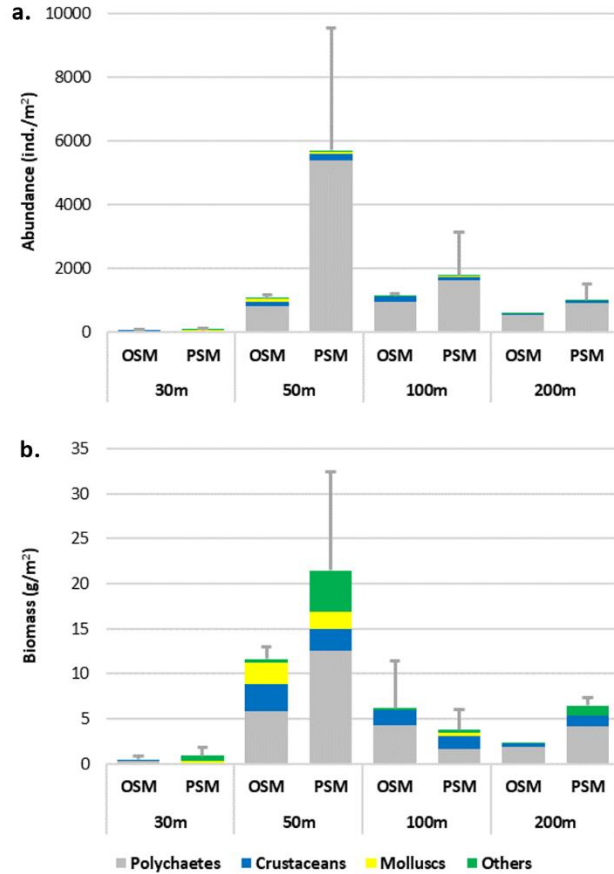 a.
Abundance (ind./m²)
10000
8000
6000
4000
2000
0
OSM PSM OSM PSM OSM PSM OSM PSM
30m 50m 100m 200m
b.
Biomass (g/m²)
35
30
25
20
15
10
5
0
OSM PSM OSM PSM OSM PSM OSM PSM
30m 50m 100m 200m
Polychaetes Crustaceans Molluscs Others